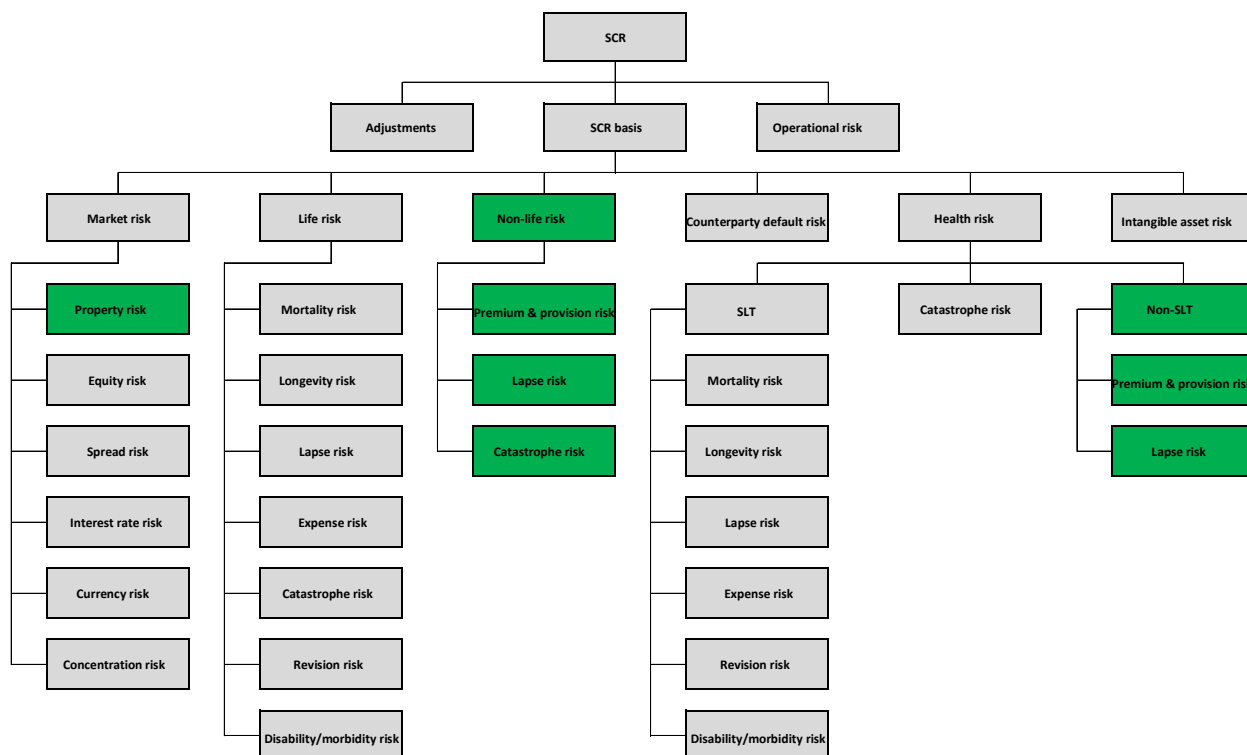 SCR
Adjustments
SCR basis
Operational risk
Market risk
Life risk
Non-life risk
Counterparty default risk
Health risk
Intangible asset risk
Property risk
Mortality risk
Premium & provision risk
SLT
Catastrophe risk
Non-SLT
Equity risk
Longevity risk
Lapse risk
Mortality risk
Premium & provision risk
Spread risk
Lapse risk
Catastrophe risk
Longevity risk
Lapse risk
Interest rate risk
Expense risk
Lapse risk
Currency risk
Catastrophe risk
Expense risk
Concentration risk
Revision risk
Revision risk
Disability/morbidity risk
Disability/morbidity risk